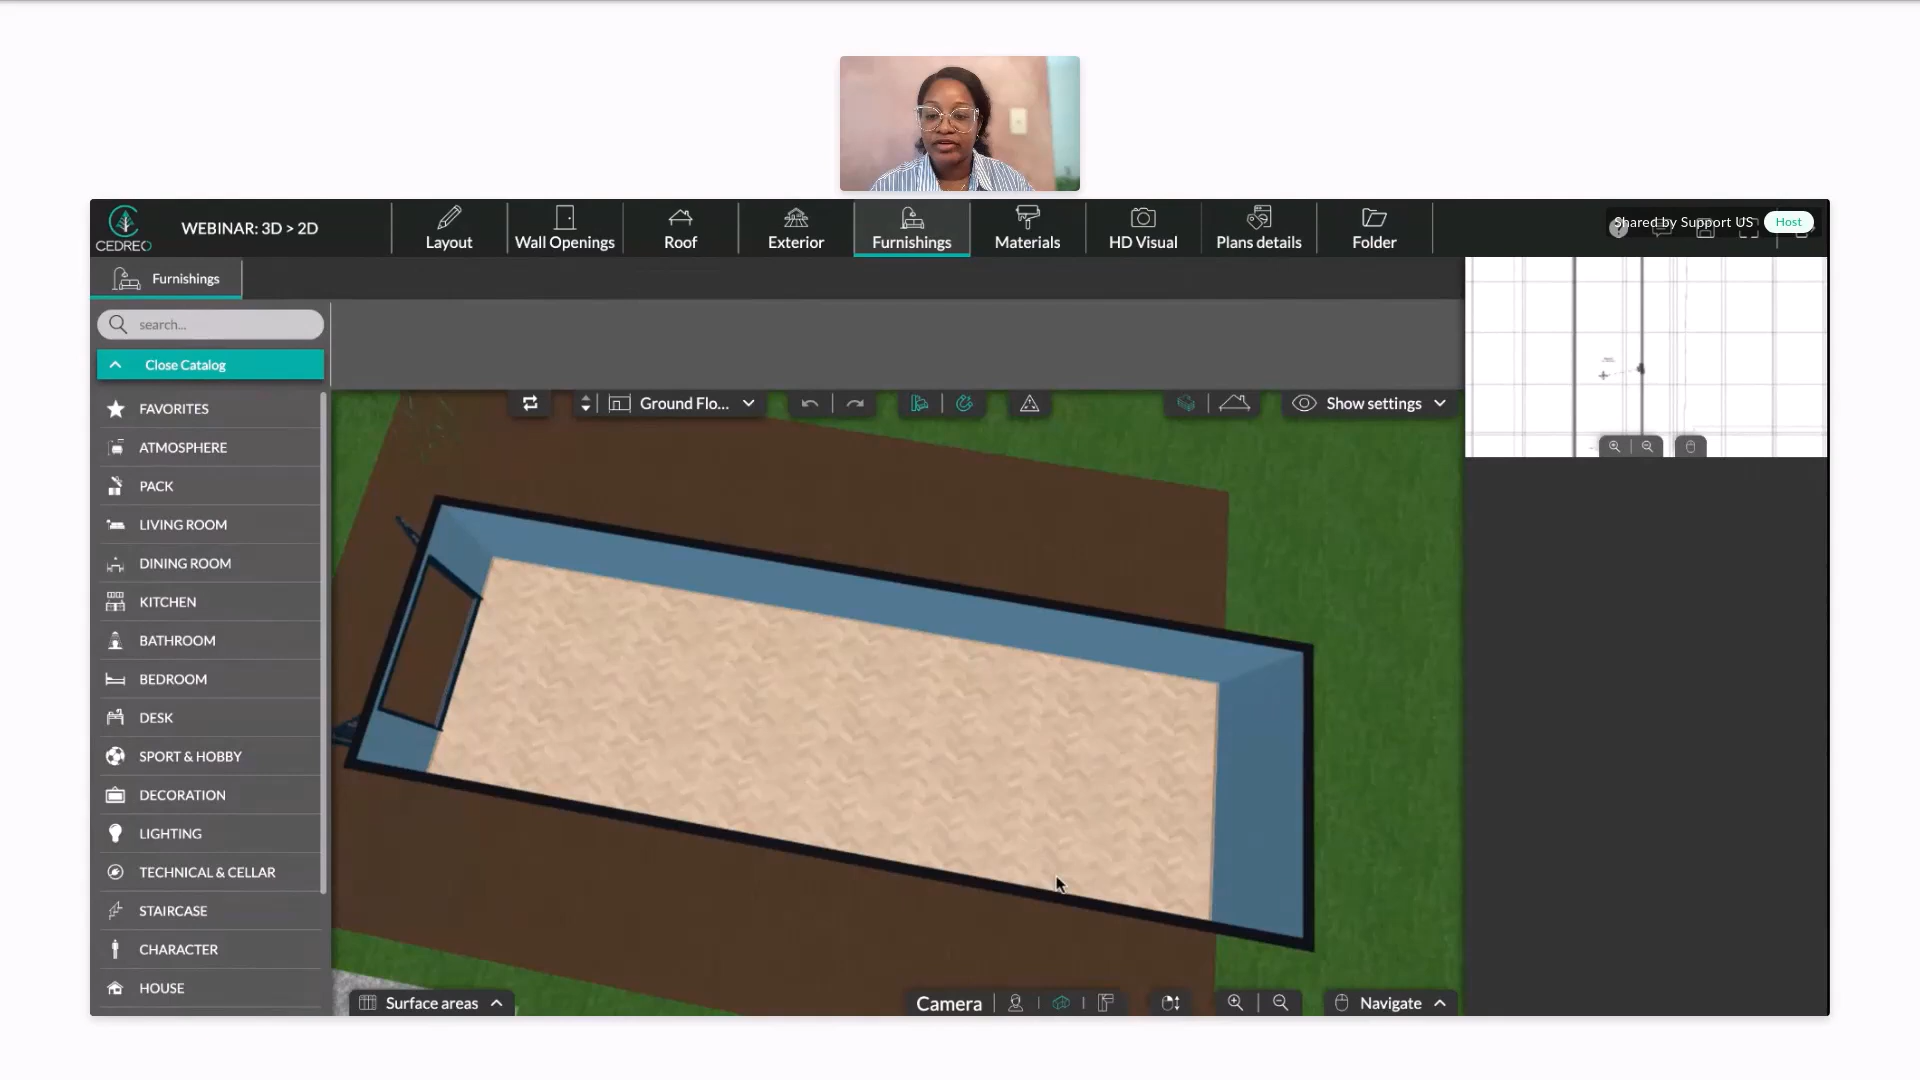 CEDREO
WEBINAR: 3D > 2D
Layout
Wall Openings
Roof
Exterior
Furnishings
Materials
HD Visual
Plans details
Folder
Shared by Support US
Host
Furnishings
search...
Close Catalog
FAVORITES
ATMOSPHERE
PACK
LIVING ROOM
DINING ROOM
KITCHEN
BATHROOM
BEDROOM
DESK
SPORT & HOBBY
DECORATION
LIGHTING
TECHNICAL & CELLAR
STAIRCASE
CHARACTER
HOUSE
Ground Flo...
Show settings
Surface areas
Camera
Navigate